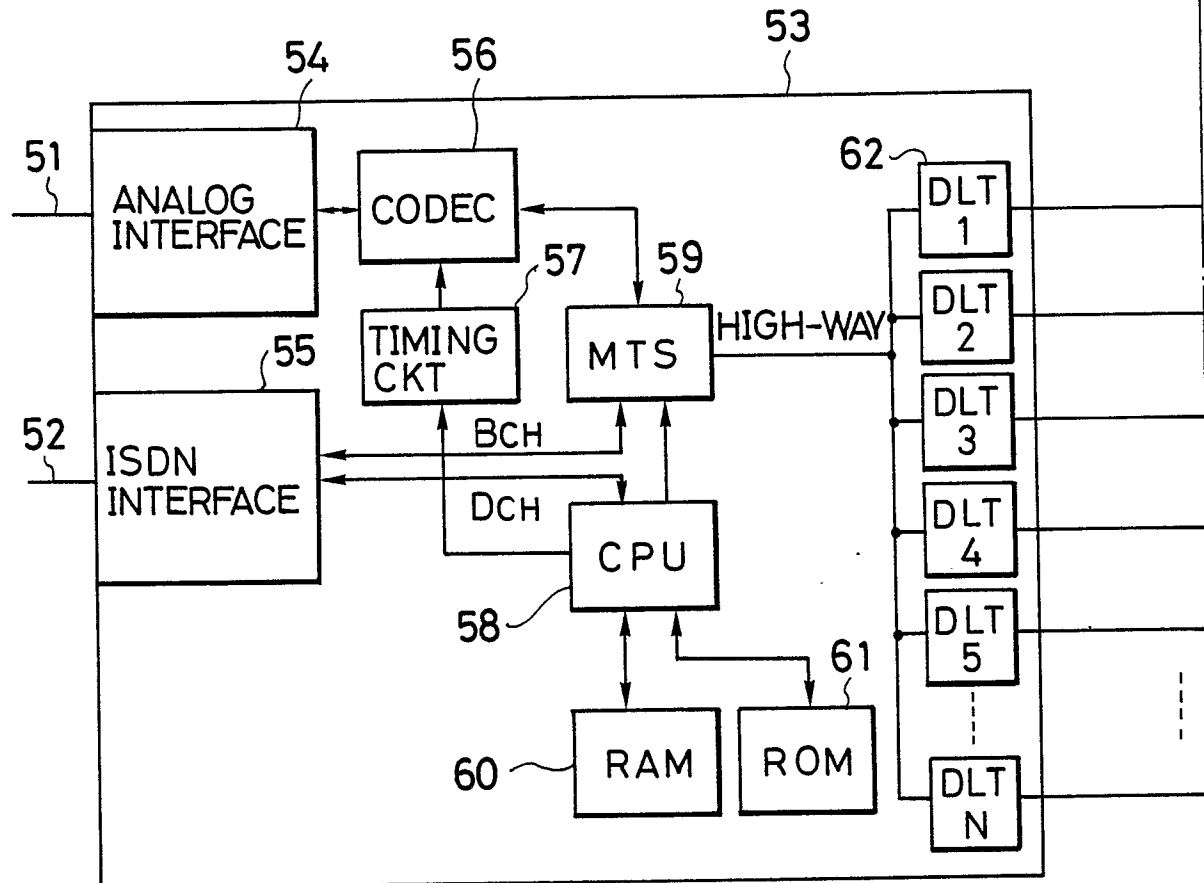 53
54
56
51
62
ANALOG
INTERFACE
CODEC
DLT
1
57
59
TIMING
CKT
MTS
HIGH-WAY
DLT
2
55
52
BCH
DLT
3
ISDN
INTERFACE
DCH
DLT
4
CPU
58
DLT
5
61
60
RAM
ROM
DLT
N